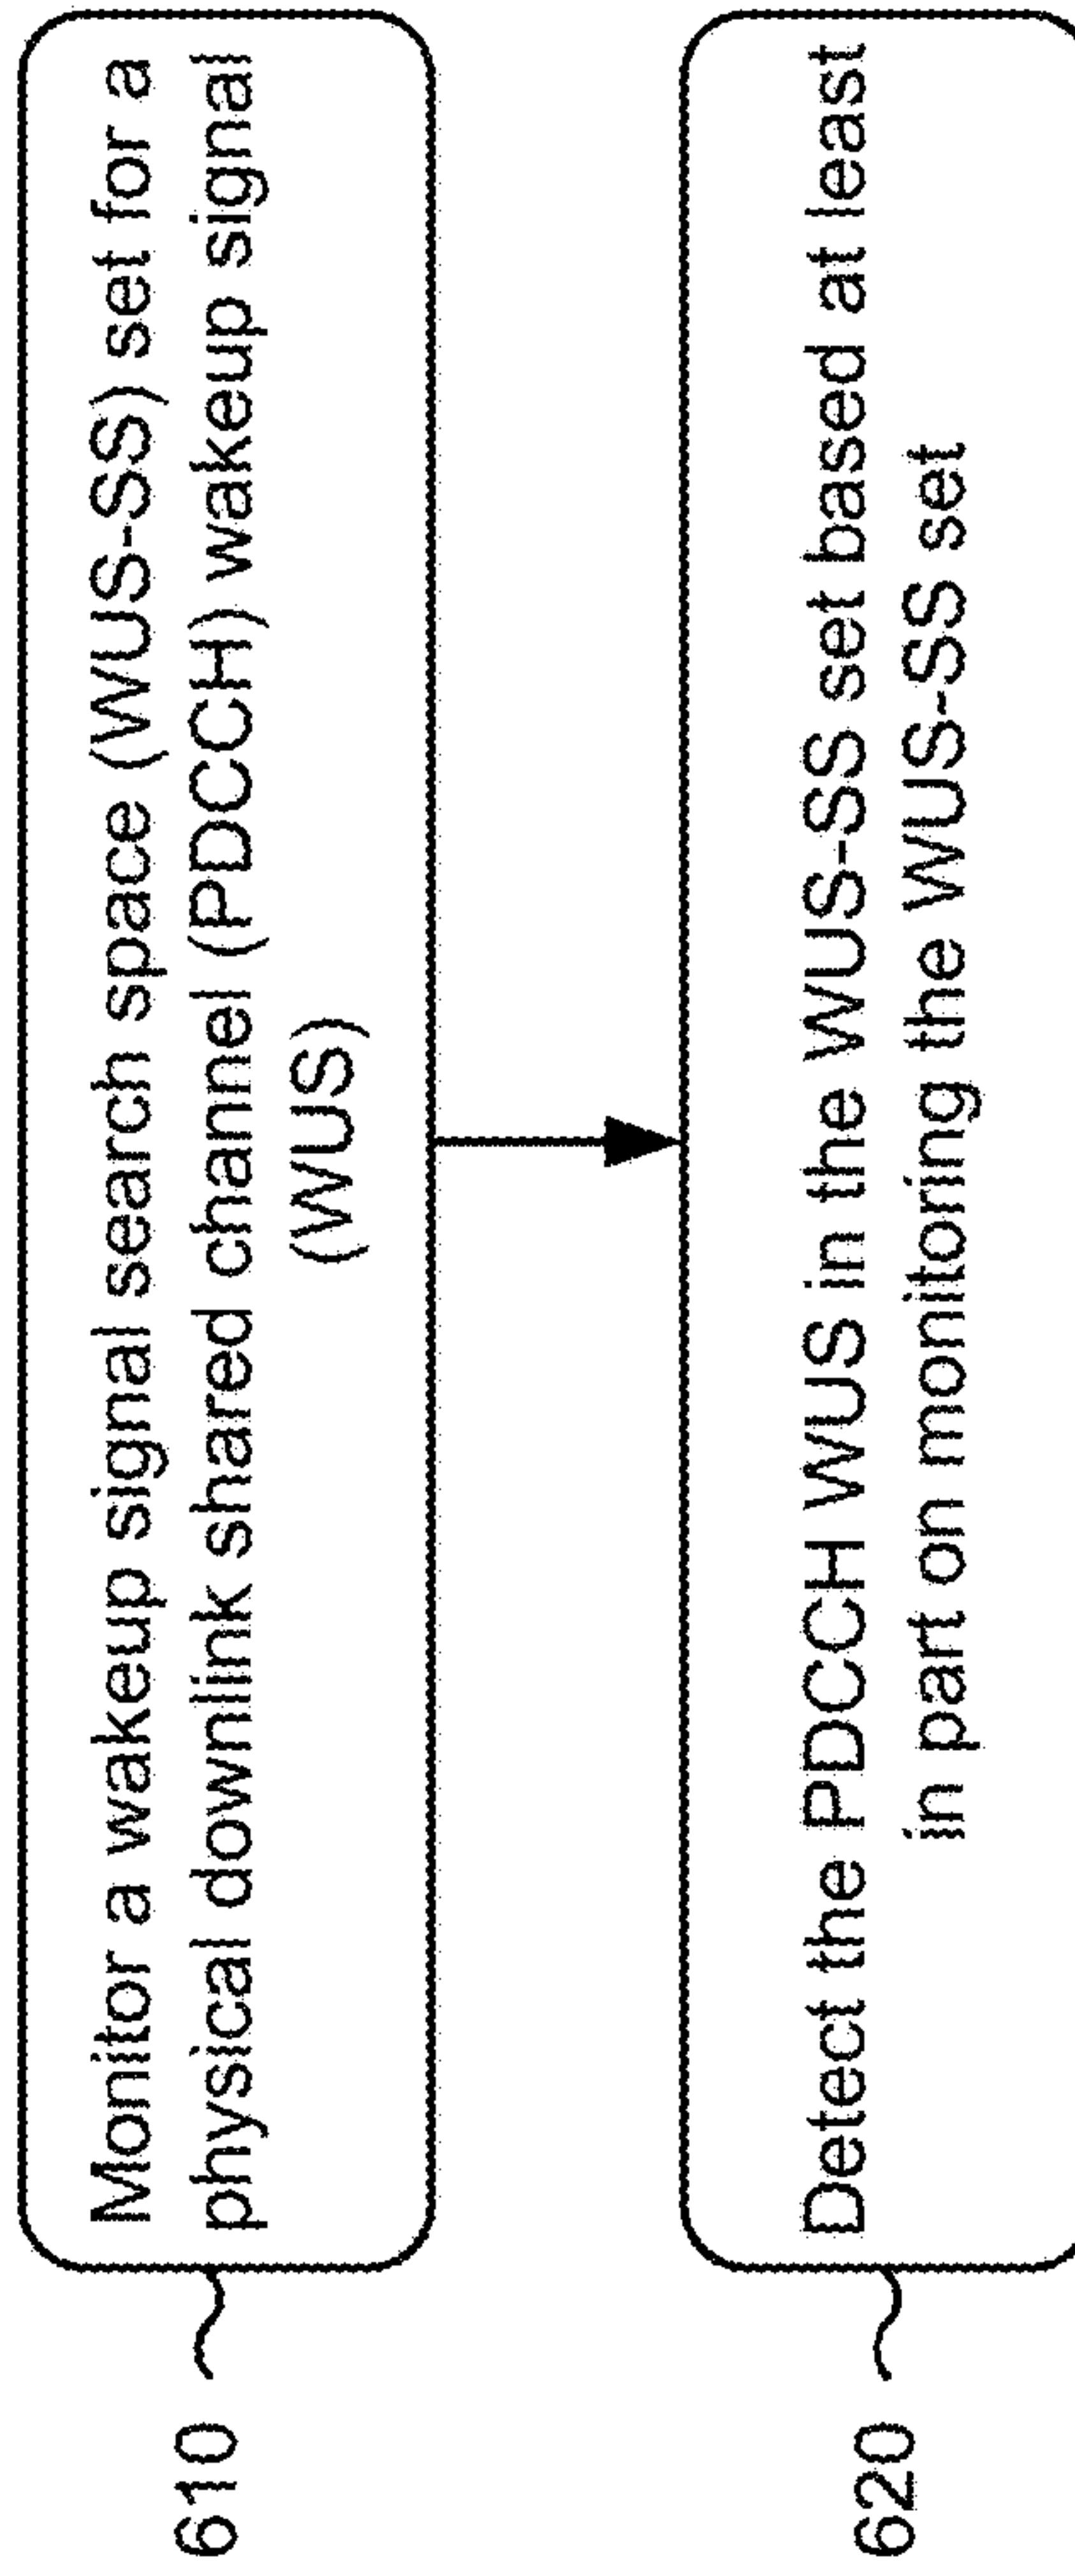 610
Monitor a wakeup signal search space (WUS-SS) set for a
physical downlink shared channel (PDCCH) wakeup signal
(WUS)
620
Detect the PDCCH WUS in the WUS-SS set based at least
in part on monitoring the WUS-SS set